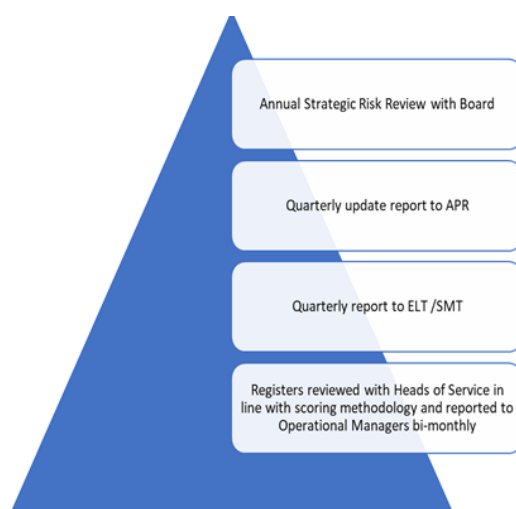 Annual Strategic Risk Review with Board
Quarterly update report to APR
Quarterly report to ELT /SMT
Registers reviewed with Heads of Service in
line with scoring methodology and reported to
Operational Managers bi-monthly